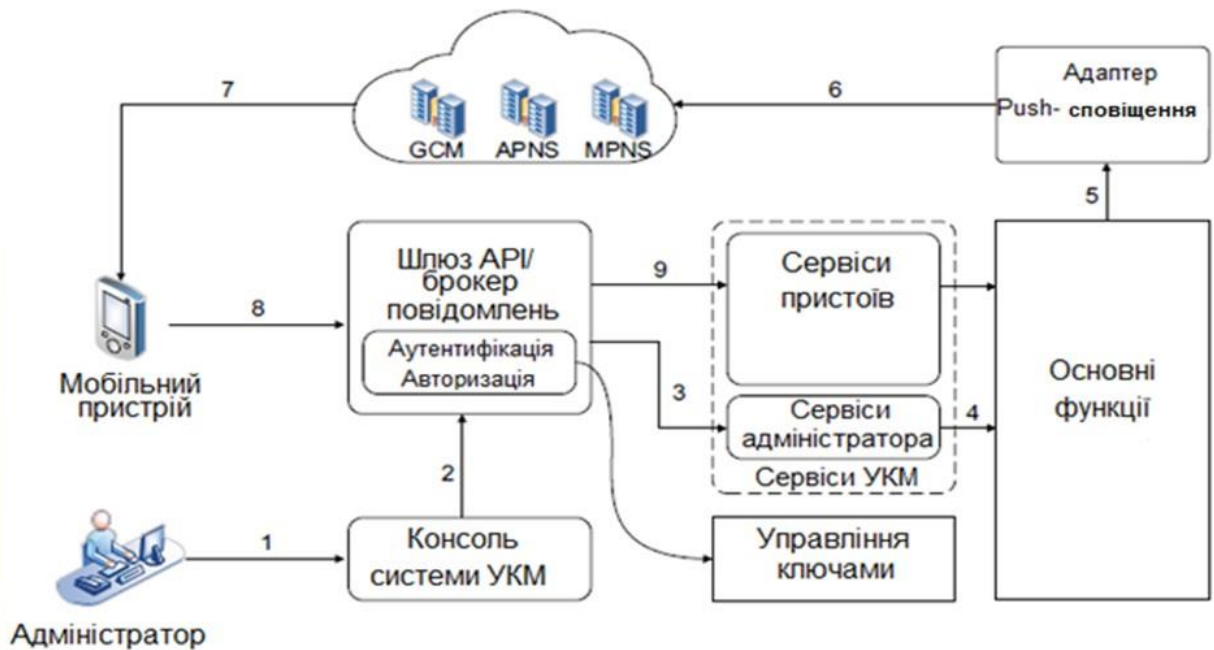 Адаптер
Push- сповіщення
7
6
GCM APNS MPNS
5
Шлюз API/
брокер
повідомлень
Аутентифікація
Авторизація
9
Сервіси
пристоїв
8
Мобільний
пристрій
3
Сервіси
адміністратора
4
Сервіси УКМ
Основні
функції
2
1
Консоль
системи УКМ
Управління
ключами
Адміністратор